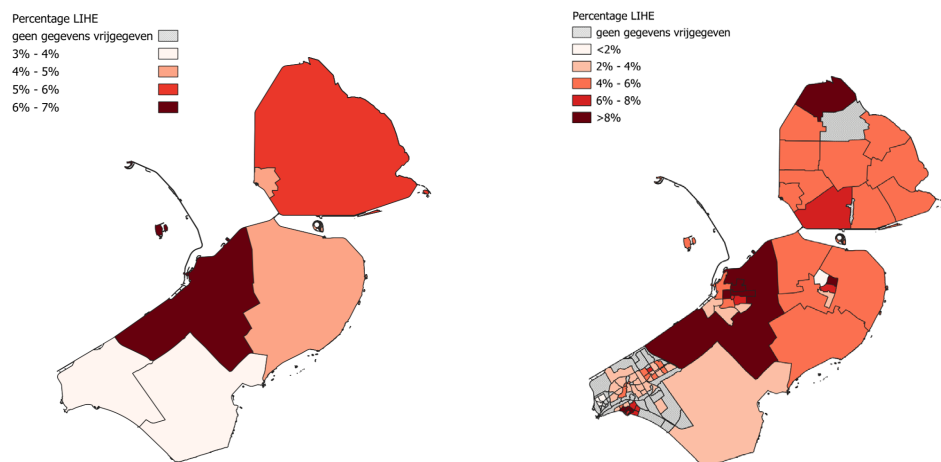 Percentage LIHE
geen gegevens vrijgegeven
3% - 4%
4% - 5%
5% - 6%
6% - 7%
Percentage LIHE
geen gegevens vrijgegeven
<2%
2% - 4%
4% - 6%
6% - 8%
>8%